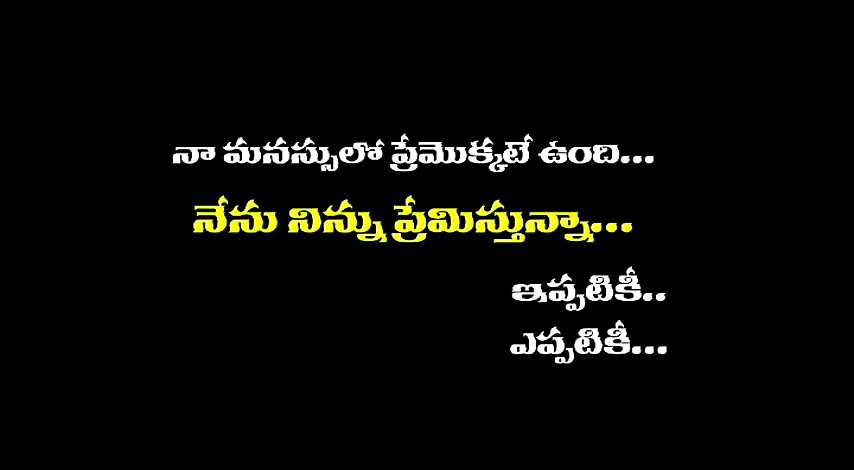 నా మనస్సులో ప్రేమొక్కటే ఉంది...
నేను నిన్ను ప్రేమిస్తున్నా...
ఇప్పటికీ..
ఎప్పటికీ...